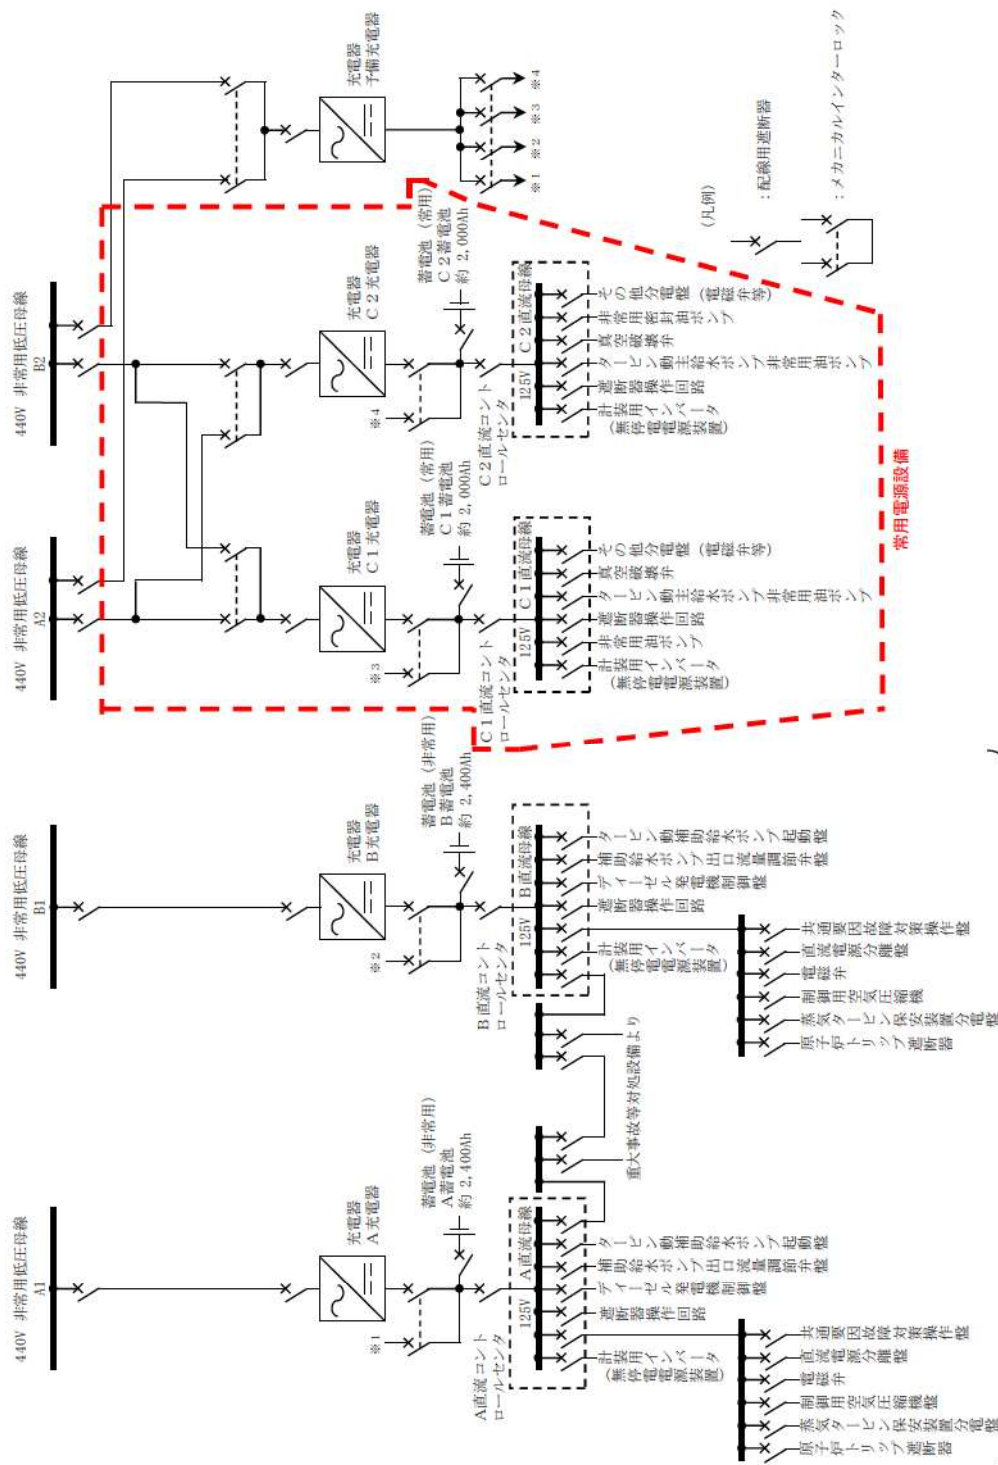 440V 非常用低圧母線
A1
440V 非常用低圧母線
B1
440V 非常用低圧母線
A2
440V 非常用低圧母線
B2
充電器
A充電器
充電器
B充電器
充電器
C1充電器
充電器
C2充電器
充電器
予備充電器
※1
※2
※3
※4
蓄電池（非常用）
A蓄電池
約 2,400Ah
蓄電池（非常用）
B蓄電池
約 2,400Ah
蓄電池（常用）
C1蓄電池
約 2,000Ah
蓄電池（常用）
C2蓄電池
約 2,000Ah
※1
※2
※3
※4
A直流コント
ロールセンタ
B直流コント
ロールセンタ
C1直流コント
ロールセンタ
C2直流コント
ロールセンタ
125V A直流母線
125V B直流母線
125V C1直流母線
125V C2直流母線
計装用インバータ
（無停電電源装置）
遮断器操作回路
ディーゼル発電機制御盤
補助給水ポンプ出口流量調節弁盤
タービン動補助給水ポンプ起動盤
重大事故等対処設備より
計装用インバータ
（無停電電源装置）
遮断器操作回路
ディーゼル発電機制御盤
補助給水ポンプ出口流量調節弁盤
タービン動補助給水ポンプ起動盤
計装用インバータ
（無停電電源装置）
非常用油ポンプ
遮断器操作回路
タービン動主給水ポンプ非常用油ポンプ
真空破壊弁
その他分電盤（電磁弁等）
計装用インバータ
（無停電電源装置）
遮断器操作回路
タービン動主給水ポンプ非常用油ポンプ
真空破壊弁
非常用密封油ポンプ
その他分電盤（電磁弁等）
原子炉トリップ遮断器
蒸気タービン保安装置分電盤
制御用空気圧縮機盤
電磁弁
直流電源分離盤
共通要因故障対策操作盤
原子炉トリップ遮断器
蒸気タービン保安装置分電盤
制御用空気圧縮機
電磁弁
直流電源分離盤
共通要因故障対策操作盤
常用電源設備
（凡例）
：配線用遮断器
：メカニカルインターロック